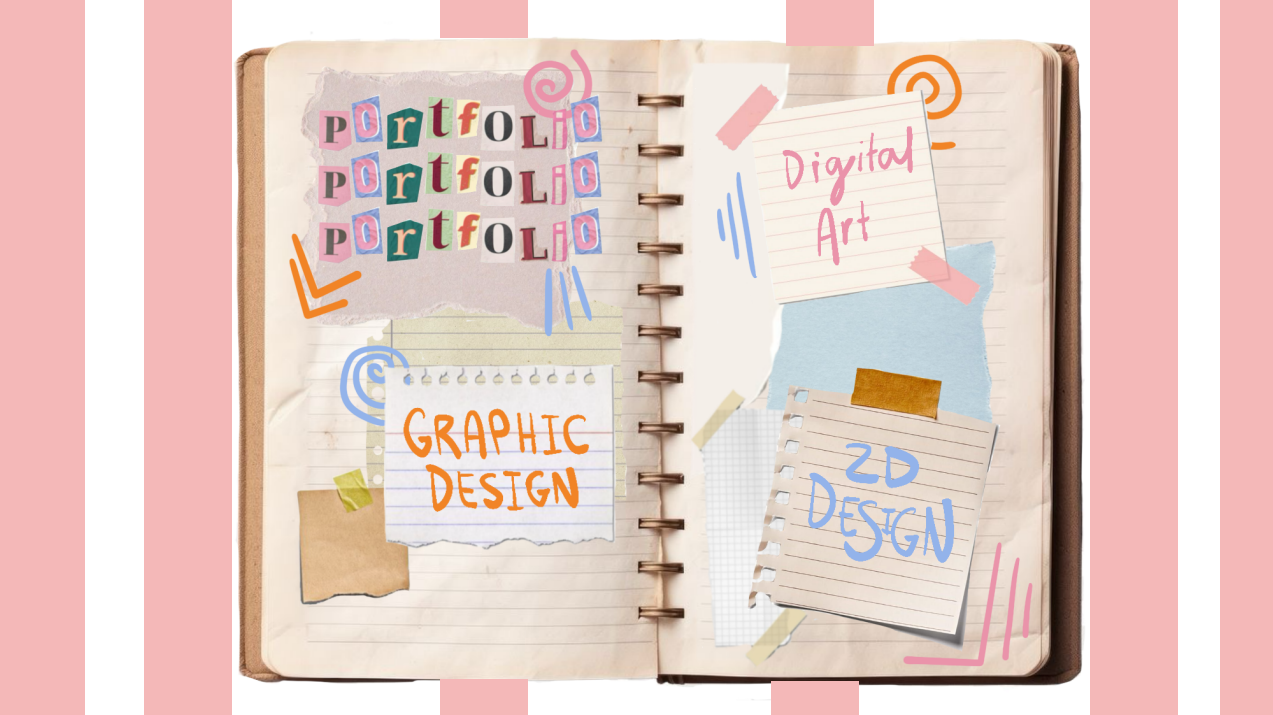 portfoLio
portfoLio
portfoLio
GRAPHIC
DESIGN
Digital
Art
2D
DESIGN